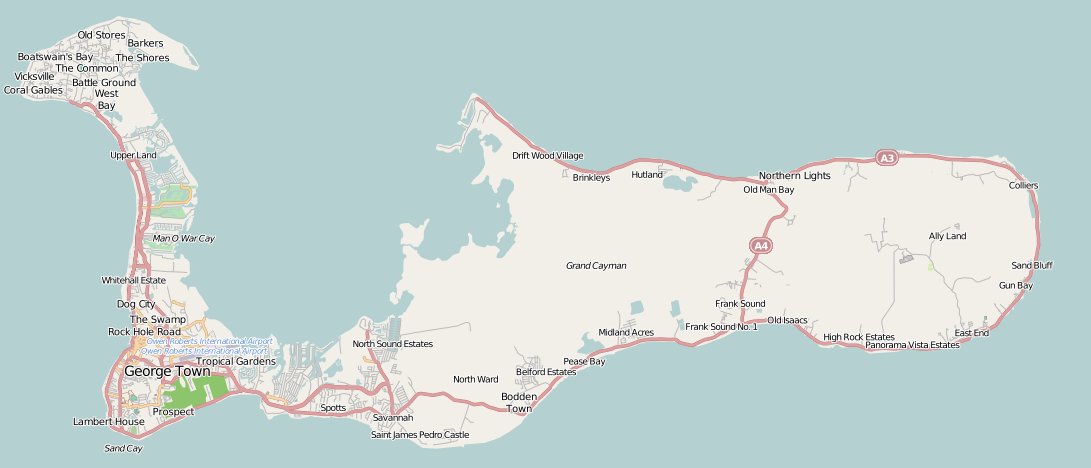 Old Stores
Barkers
Boatswain's Bay
The Shores
The Common
Vicksville
Battle Ground
Coral Gables
West
Bay
Upper Land
Drift Wood Village
A3
Brinkleys
Hutland
Northern Lights
Old Man Bay
Colliers
Man O War Cay
A4
Ally Land
Grand Cayman
Sand Bluff
Whitehall Estate
Gun Bay
Dog City
Frank Sound
The Swamp
Old Isaacs
Rock Hole Road
Frank Sound No. 1
Midland Acres
East End
High Rock Estates
Owen Roberts International Airport
North Sound Estates
Panorama Vista Estates
Owen Roberts International Airport
Tropical Gardens
Pease Bay
George Town
Belford Estates
North Ward
Bodden
Town
Spotts
Prospect
Savannah
Lambert House
Saint James Pedro Castle
Sand Cay